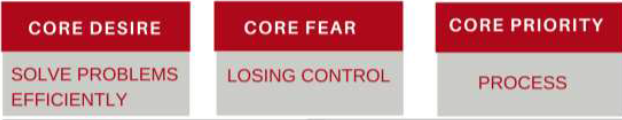 CORE DESIRE
SOLVE PROBLEMS
EFFICIENTLY
CORE FEAR
LOSING CONTROL
CORE PRIORITY
PROCESS